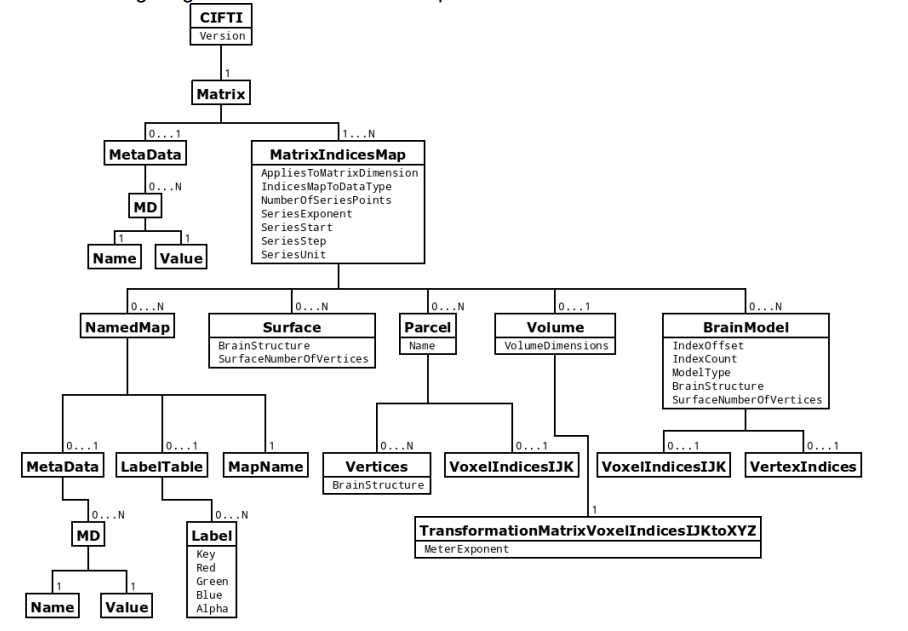 CIFTI
Version
1
Matrix
0...1
1...N
MetaData
MatrixIndicesMap
AppliesToMatrixDimension
IndicesMapToDataType
NumberOfSeriesPoints
SeriesExponent
SeriesStart
SeriesStep
SeriesUnit
0...N
MD
1
1
Name
Value
0...N
0...N
0...N
0...1
0...N
NamedMap
Surface
BrainStructure
SurfaceNumberOfVertices
Parcel
Name
Volume
VolumeDimensions
BrainModel
IndexOffset
IndexCount
ModelType
BrainStructure
SurfaceNumberOfVertices
0...1
0...1
1
0...N
0...1
0...1
0...1
MetaData
LabelTable
MapName
Vertices
BrainStructure
VoxelIndicesIJK
VoxelIndicesIJK
VertexIndices
0...N
0...N
1
MD
Label
Key
Red
Green
Blue
Alpha
TransformationMatrixVoxelIndicesIJKtoXYZ
MeterExponent
1
1
Name
Value